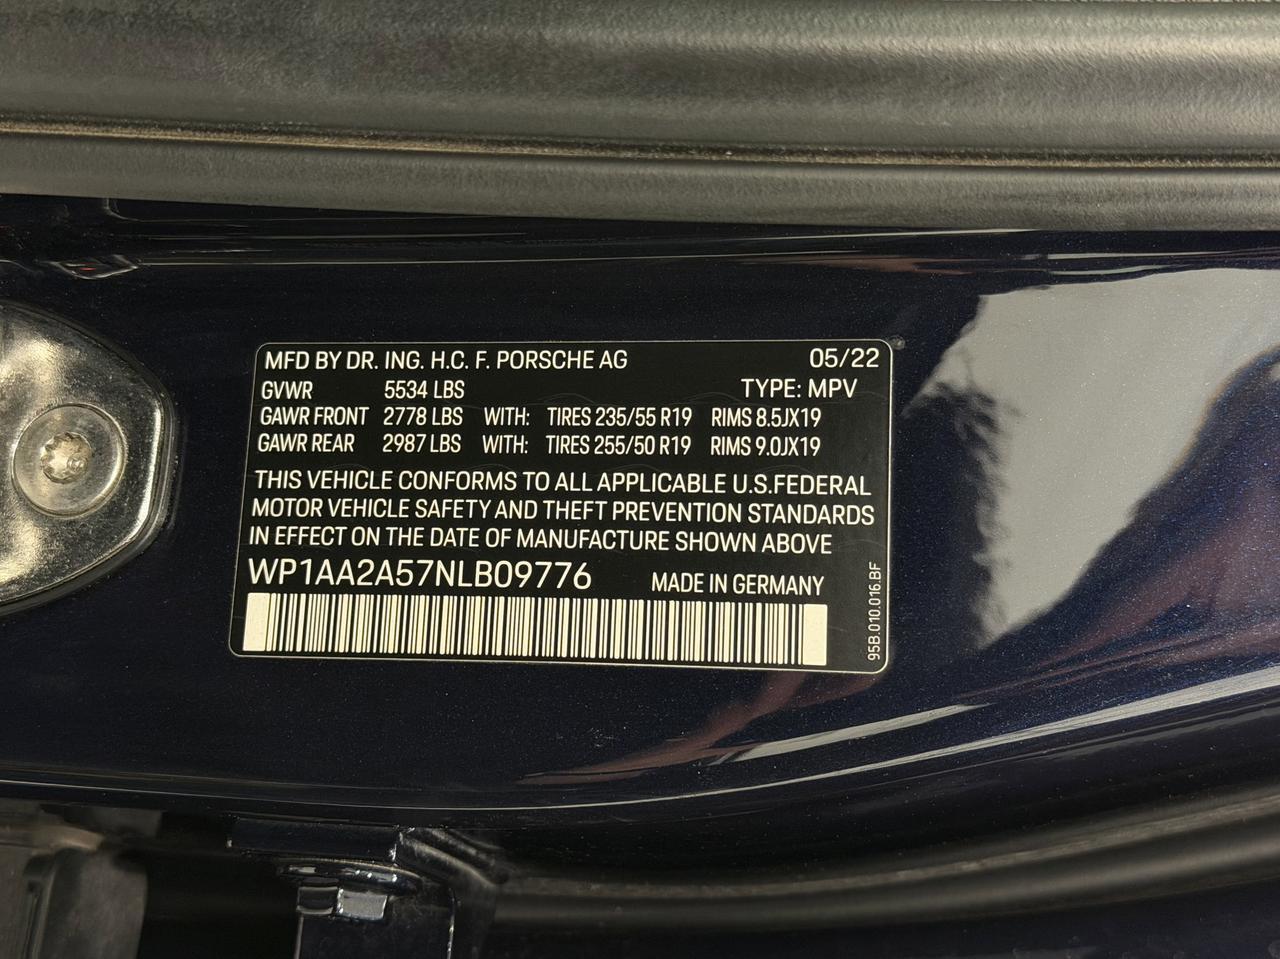 MFD BY DR. ING. H.C. F. PORSCHE AG 05/22
GVWR 5534 LBS TYPE: MPV
GAWR FRONT 2778 LBS WITH: TIRES 235/55 R19 RIMS 8.5JX19
GAWR REAR 2987 LBS WITH: TIRES 255/50 R19 RIMS 9.0JX19
THIS VEHICLE CONFORMS TO ALL APPLICABLE U.S.FEDERAL
MOTOR VEHICLE SAFETY AND THEFT PREVENTION STANDARDS
IN EFFECT ON THE DATE OF MANUFACTURE SHOWN ABOVE
WP1AA2A57NLB09776 MADE IN GERMANY
95B.010.016.BF